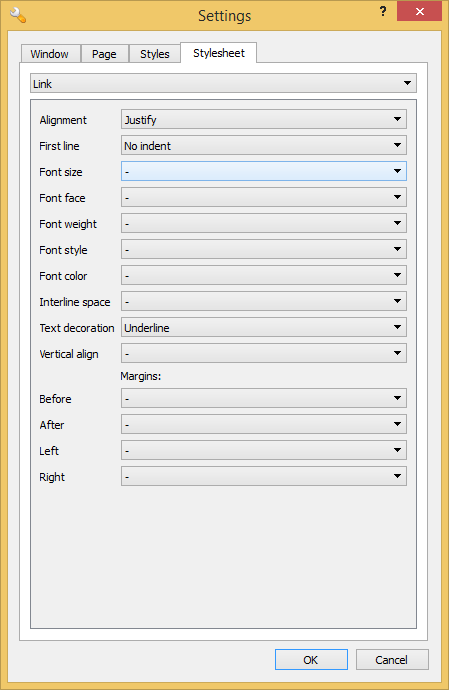 Settings
?
Window Page Styles Stylesheet
Link
Alignment Justify
First line No indent
Font size -
Font face -
Font weight -
Font style -
Font color -
Interline space -
Text decoration Underline
Vertical align -
Margins:
Before -
After -
Left -
Right -
OK Cancel